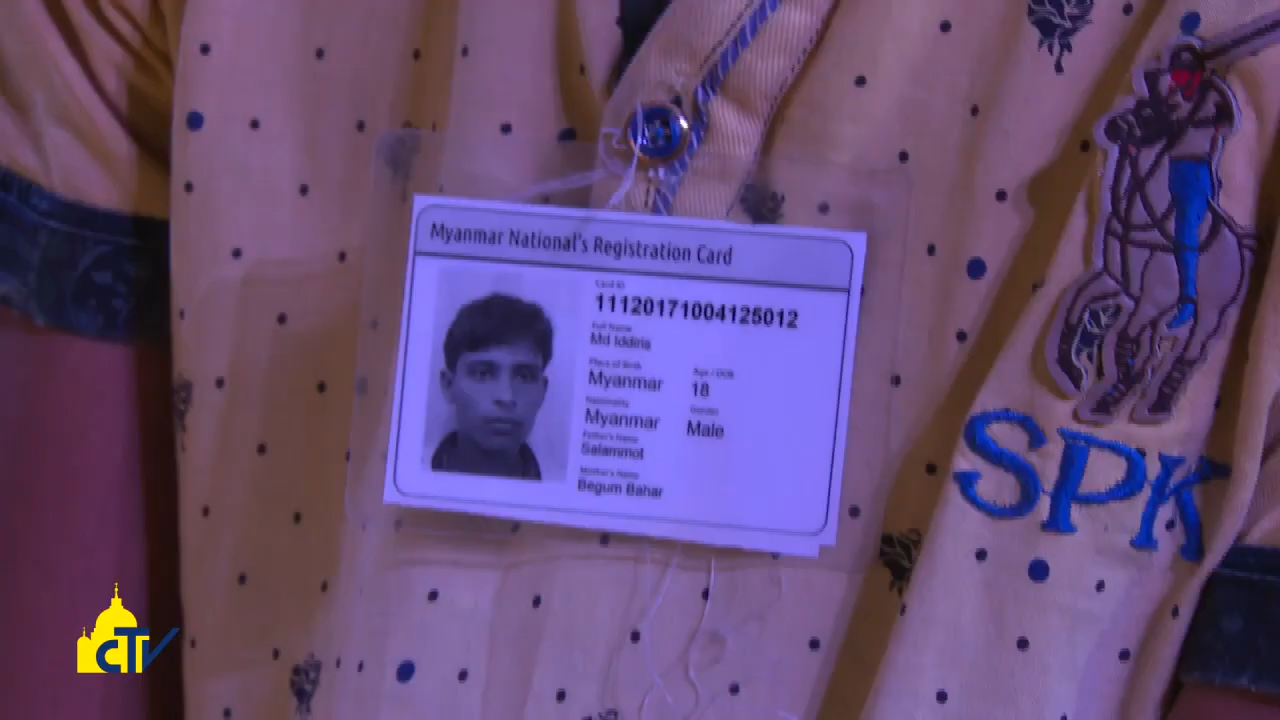 Myanmar National's Registration Card
Card ID
11120171004125012
Full Name
Md Iddiris
Place of Birth Age / DOB
Myanmar 18
Nationality Gender
Myanmar Male
Father's Name
Salammot
Mother's Name
Begum Bahar
SPK
CTV